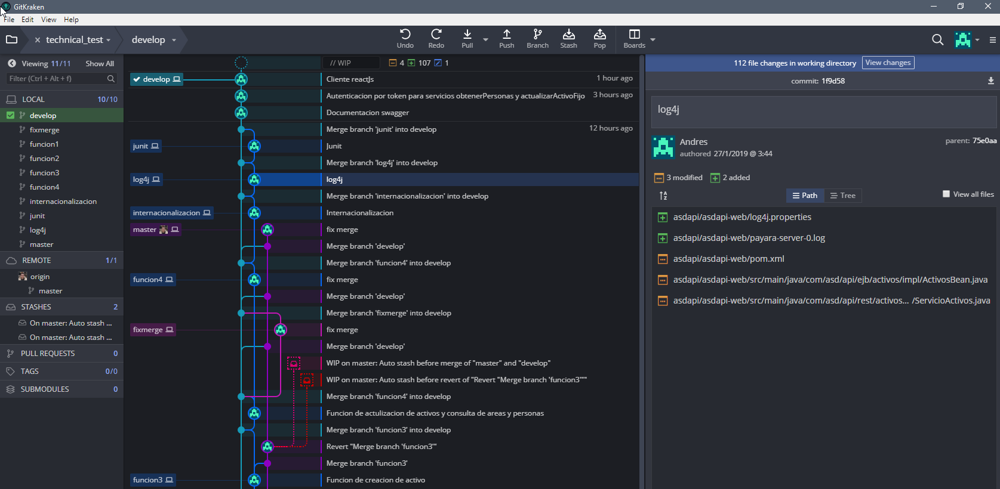 GitKraken
File Edit View Help
technical_test develop Undo Redo Pull Push Branch Stash Pop Boards
Viewing 11/11 Show All
Filter (Ctrl + Alt + f)
LOCAL 10/10
develop
fixmerge
funcion1
funcion2
funcion3
funcion4
internacionalizacion
junit
log4j
master
REMOTE 1/1
origin
master
STASHES 2
On master: Auto stash ...
On master: Auto stash ...
PULL REQUESTS 0
TAGS 0/0
SUBMODULES 0
// WIP 4 107 1
develop Cliente reactJs 1 hour ago
Autenticacion por token para servicios obtenerPersonas y actualizarActivoFijo 3 hours ago
Documentacion swagger
Merge branch 'junit' into develop 12 hours ago
junit Junit
Merge branch 'log4j' into develop
log4j log4j
Merge branch 'internacionalizacion' into develop
internacionalizacion Internacionalizacion
master fix merge
Merge branch 'develop'
Merge branch 'funcion4' into develop
funcion4 fix merge
Merge branch 'develop'
Merge branch 'fixmerge' into develop
fixmerge fix merge
Merge branch 'develop'
WIP on master: Auto stash before merge of "master" and "develop"
WIP on master: Auto stash before revert of "Revert "Merge branch 'funcion3'""
Merge branch 'funcion4' into develop
Funcion de actulizacion de activos y consulta de areas y personas
Merge branch 'funcion3' into develop
Revert "Merge branch 'funcion3'"
Merge branch 'funcion3'
funcion3 Funcion de creacion de activo
112 file changes in working directory View changes
commit: 1f9d58
log4j
Andres parent: 75e0aa
authored 27/1/2019 @ 3:44
3 modified 2 added
Path Tree View all files
asdapi/asdapi-web/log4j.properties
asdapi/asdapi-web/payara-server-0.log
asdapi/asdapi-web/pom.xml
asdapi/asdapi-web/src/main/java/com/asd/api/ejb/activos/impl/ActivosBean.java
asdapi/asdapi-web/src/main/java/com/asd/api/rest/activos... /ServicioActivos.java